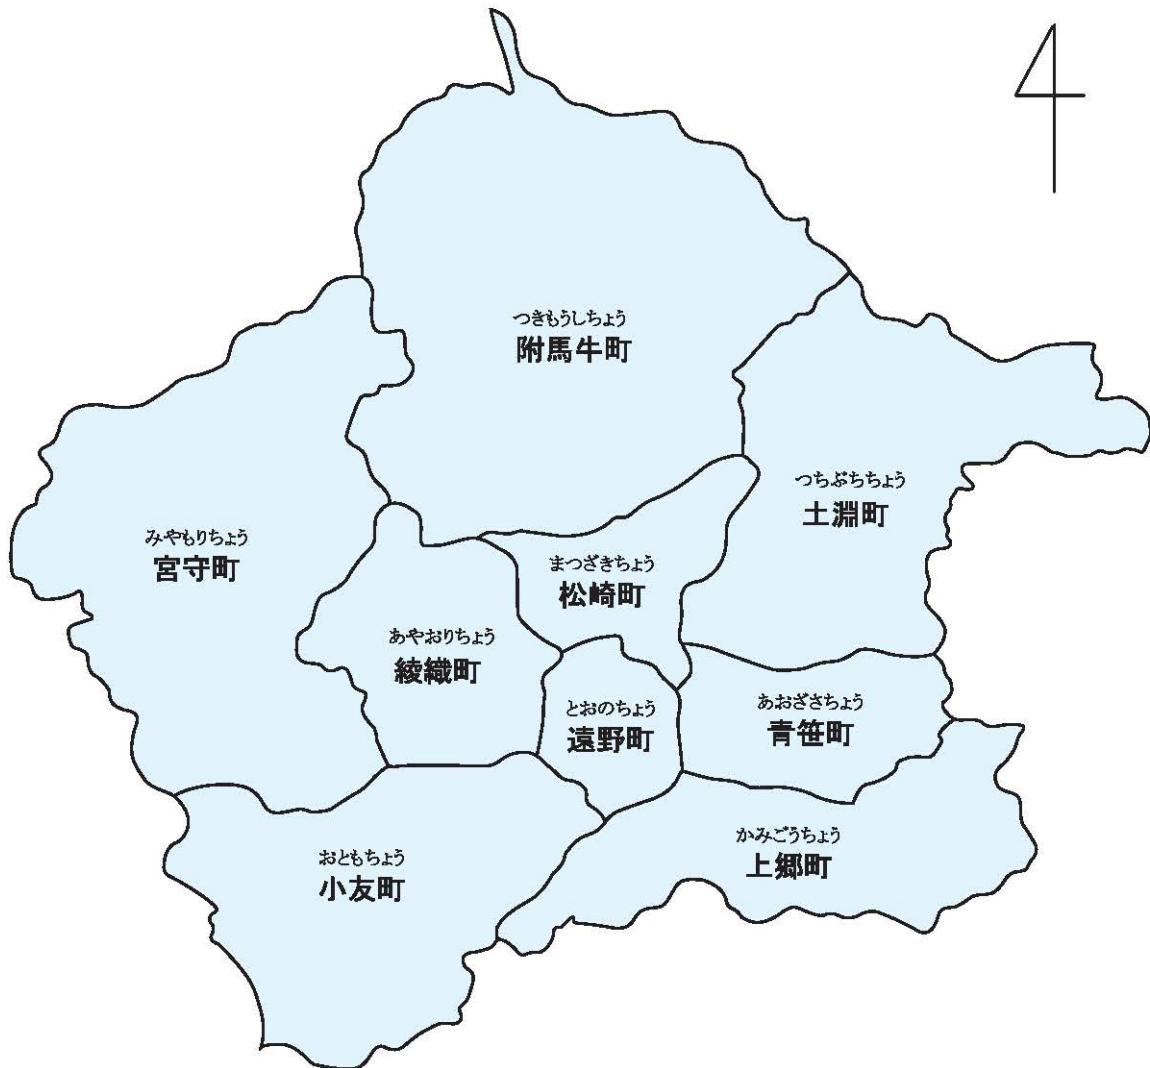 つきもうしちょう
附馬牛町
つちぶちちょう
土淵町
みやもりちょう
宮守町
まつざきちょう
松崎町
あやおりちょう
綾織町
とおのちょう
遠野町
あおざさちょう
青笹町
かみごうちょう
上郷町
おともちょう
小友町